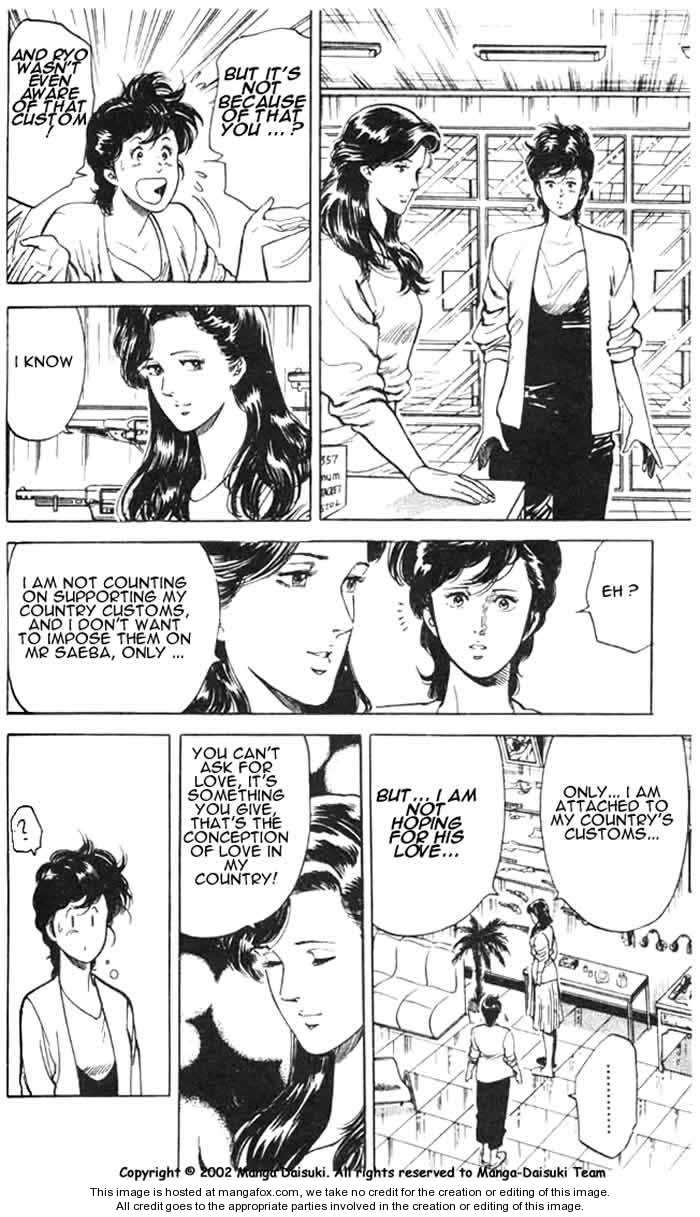 BUT IT'S
NOT
BECAUSE
OF THAT
YOU ... ?
AND RYO
WASN'T
EVEN
AWARE
OF THAT
CUSTOM
!
357
num
STOL
I KNOW
EH ?
I AM NOT COUNTING
ON SUPPORTING MY
COUNTRY CUSTOMS,
AND I DON'T WANT
TO IMPOSE THEM ON
MR SAEBA, ONLY ...
ONLY... I AM
ATTACHED TO
MY COUNTRY'S
CUSTOMS...
BUT... I AM
NOT
HOPING
FOR HIS
LOVE...
.........
YOU CAN'T
ASK FOR
LOVE, IT'S
SOMETHING
YOU GIVE,
THAT'S THE
CONCEPTION
OF LOVE IN
MY
COUNTRY!
?
Copyright © 2002 Manga Daisuki. All rights reserved to Manga-Daisuki Team
This image is hosted at mangafox.com, we take no credit for the creation or editing of this image.
All credit goes to the appropriate parties involved in the creation or editing of this image.